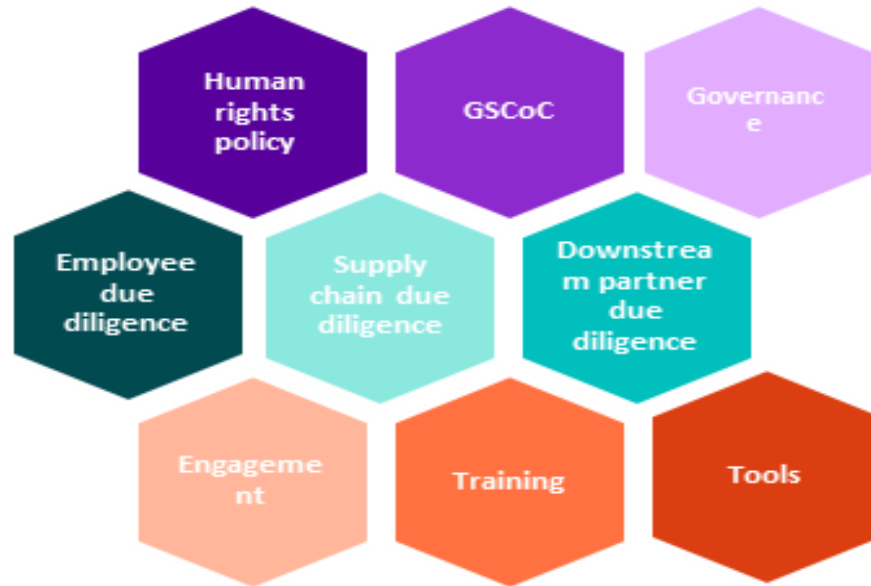 Human
rights
policy
GSCoC
Governanc
e
Employee
due
diligence
Supply
chain due
diligence
Downstrea
m partner
due
diligence
Engageme
nt
Training
Tools